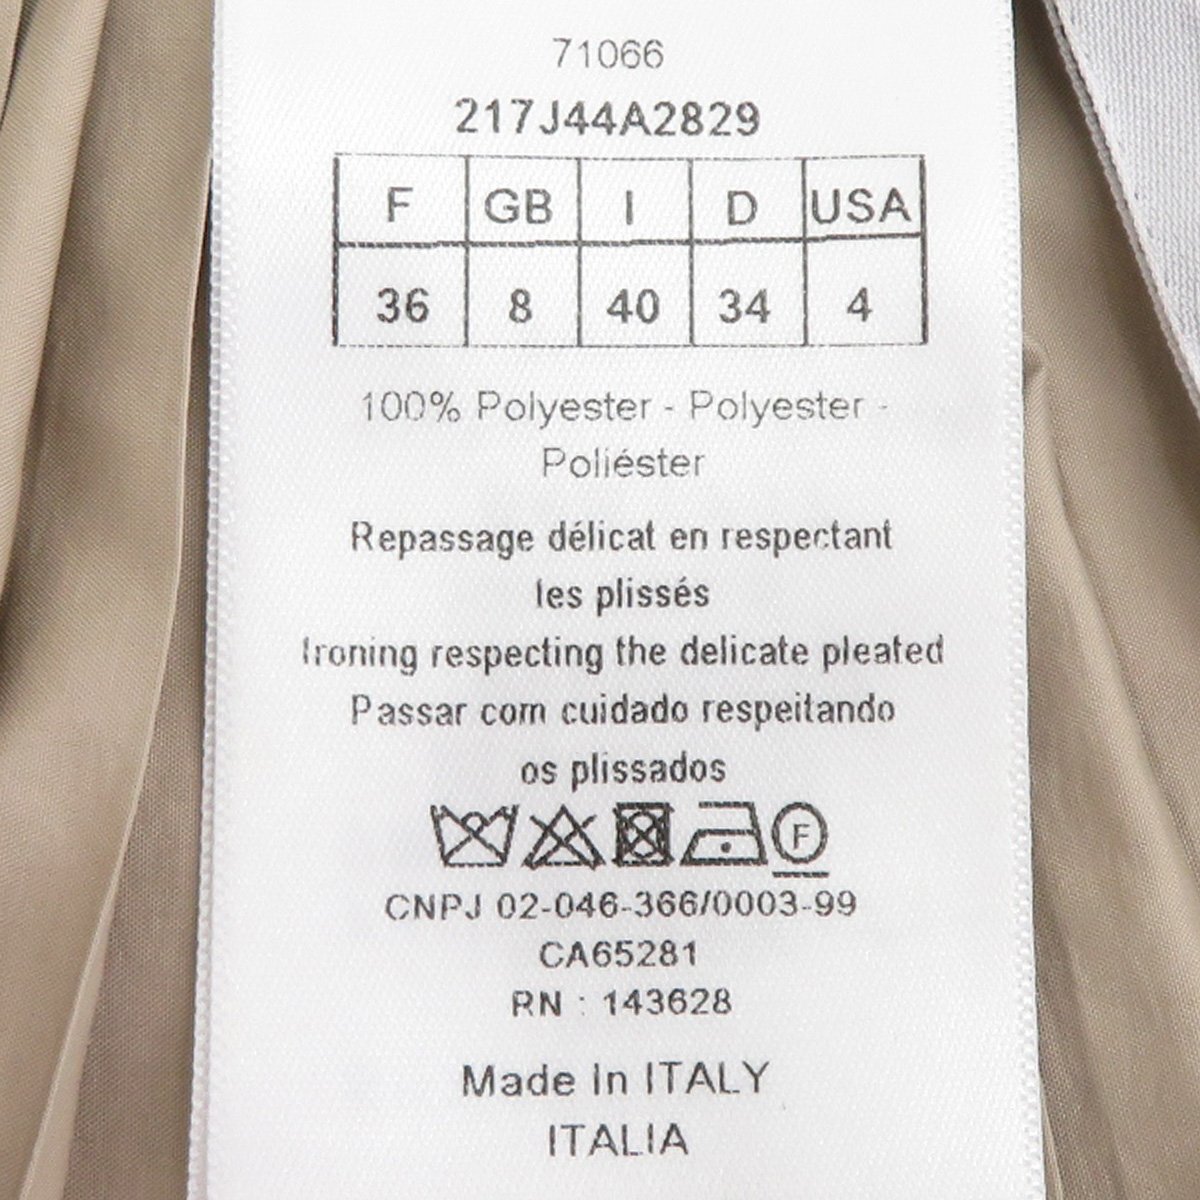 71066
217J44A2829
F GB I D USA
36 8 40 34 4
100% Polyester - Polyester -
Poliéster
Repassage délicat en respectant
les plissés
Ironing respecting the delicate pleated
Passar com cuidado respeitando
os plissados
F
CNPJ 02-046-366/0003-99
CA65281
RN : 143628
Made In ITALY
ITALIA